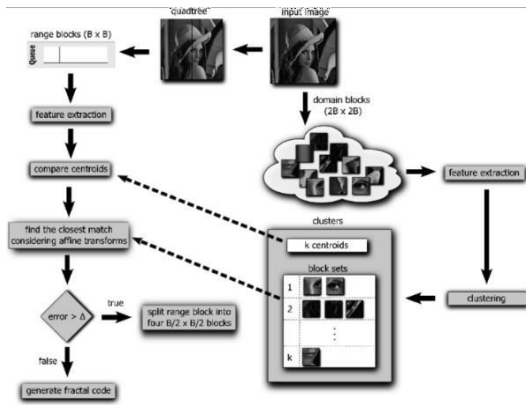 quadtree
input image
range blocks (B x B)
Queue
domain blocks
(2B x 2B)
feature extraction
feature extraction
compare centroids
clusters
k centroids
find the closest match
considering affine transforms
block sets
1
2
k
clustering
error > Δ
true
split range block into
four B/2 x B/2 blocks
false
generate fractal code